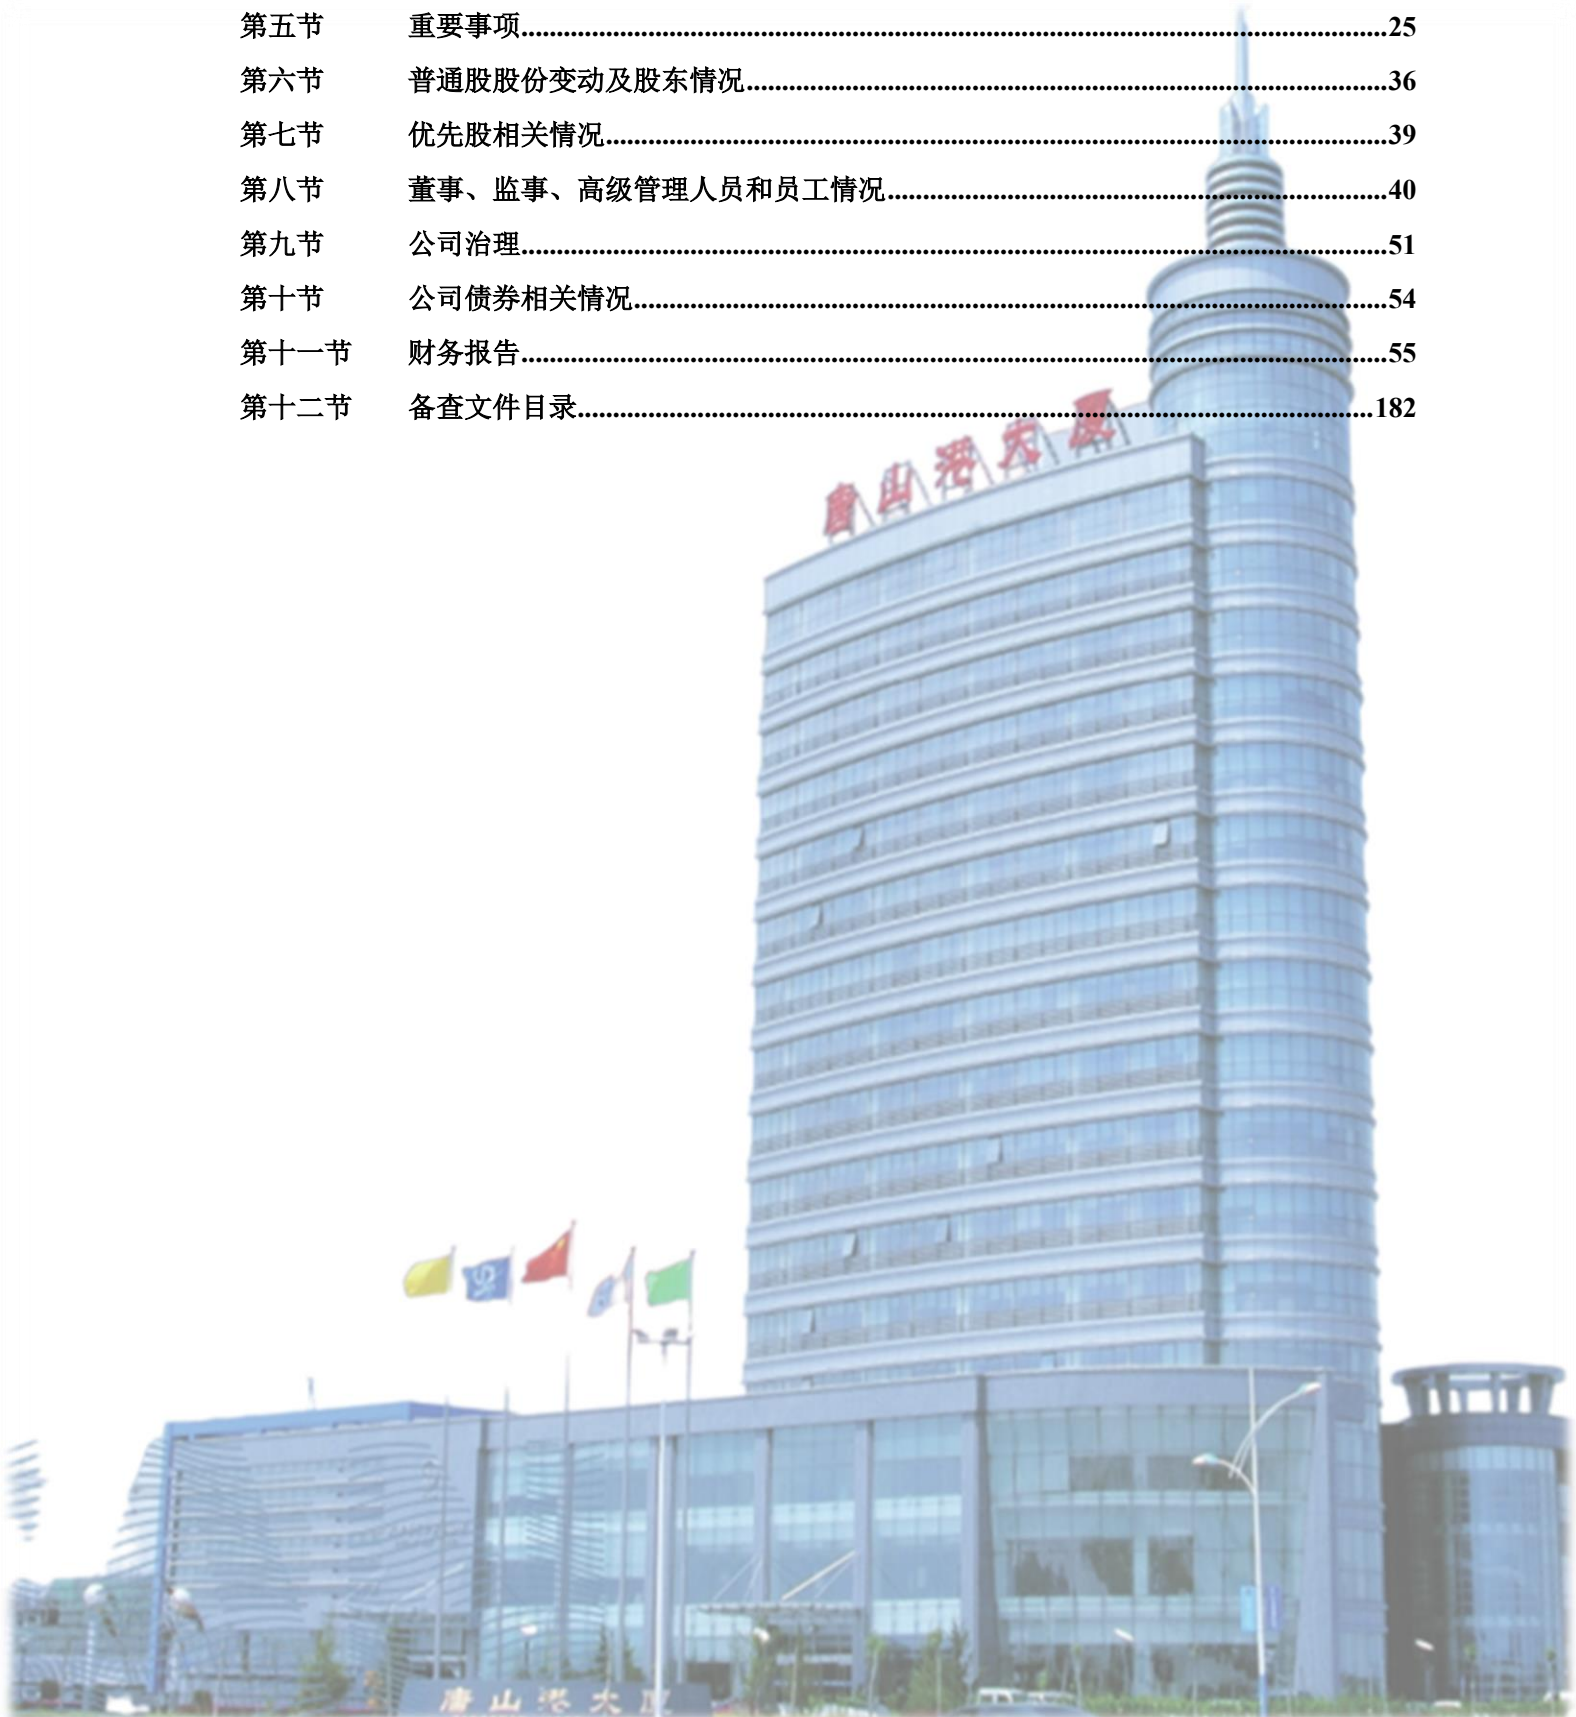 第五节 重要事项........................................25
第六节 普通股股份变动及股东情况........................................36
第七节 优先股相关情况........................................39
第八节 董事、监事、高级管理人员和员工情况........................................40
第九节 公司治理........................................51
第十节 公司债券相关情况........................................54
第十一节 财务报告........................................55
第十二节 备查文件目录........................................182
唐山港大厦
唐山港大厦